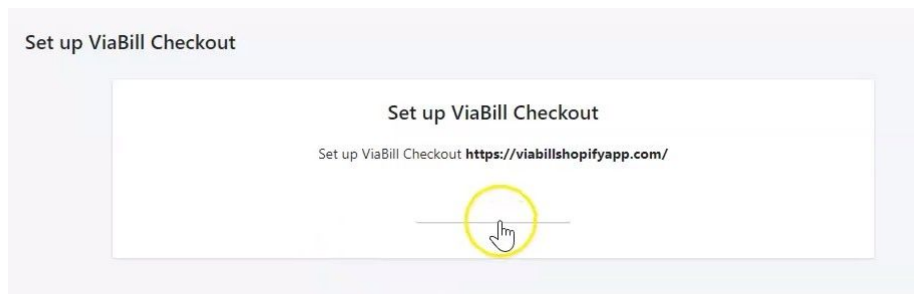 Set up ViaBill Checkout
Set up ViaBill Checkout
Set up ViaBill Checkout https://viabillshopifyapp.com/